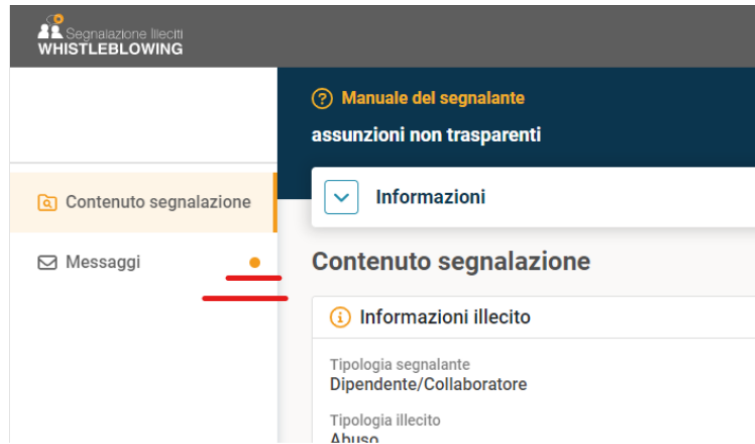 Segnalazione Illeciti
WHISTLEBLOWING
Manuale del segnalante
assunzioni non trasparenti
Contenuto segnalazione
Informazioni
Messaggi
Contenuto segnalazione
Informazioni illecito
Tipologia segnalante
Dipendente/Collaboratore
Tipologia illecito
Abuso